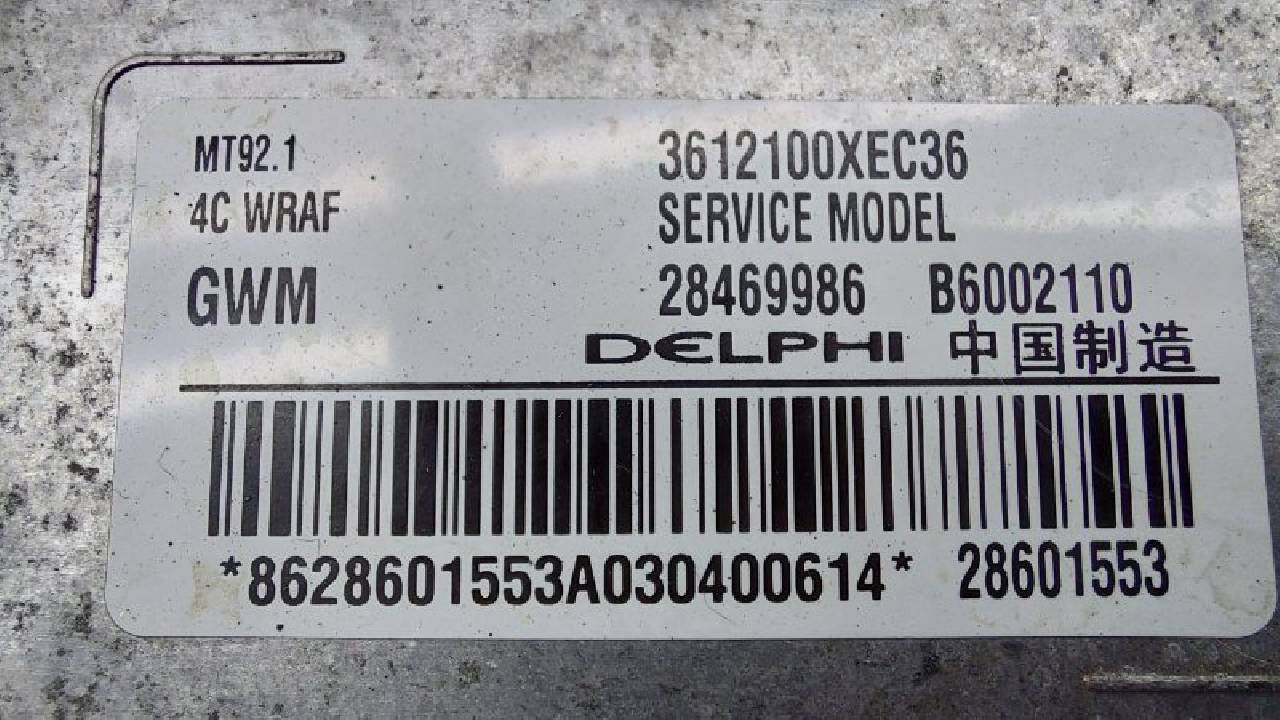 MT92.1 3612100XEC36
4C WRAF SERVICE MODEL
GWM 28469986 B6002110
DELPHI 中国制造
*8628601553A030400614* 28601553